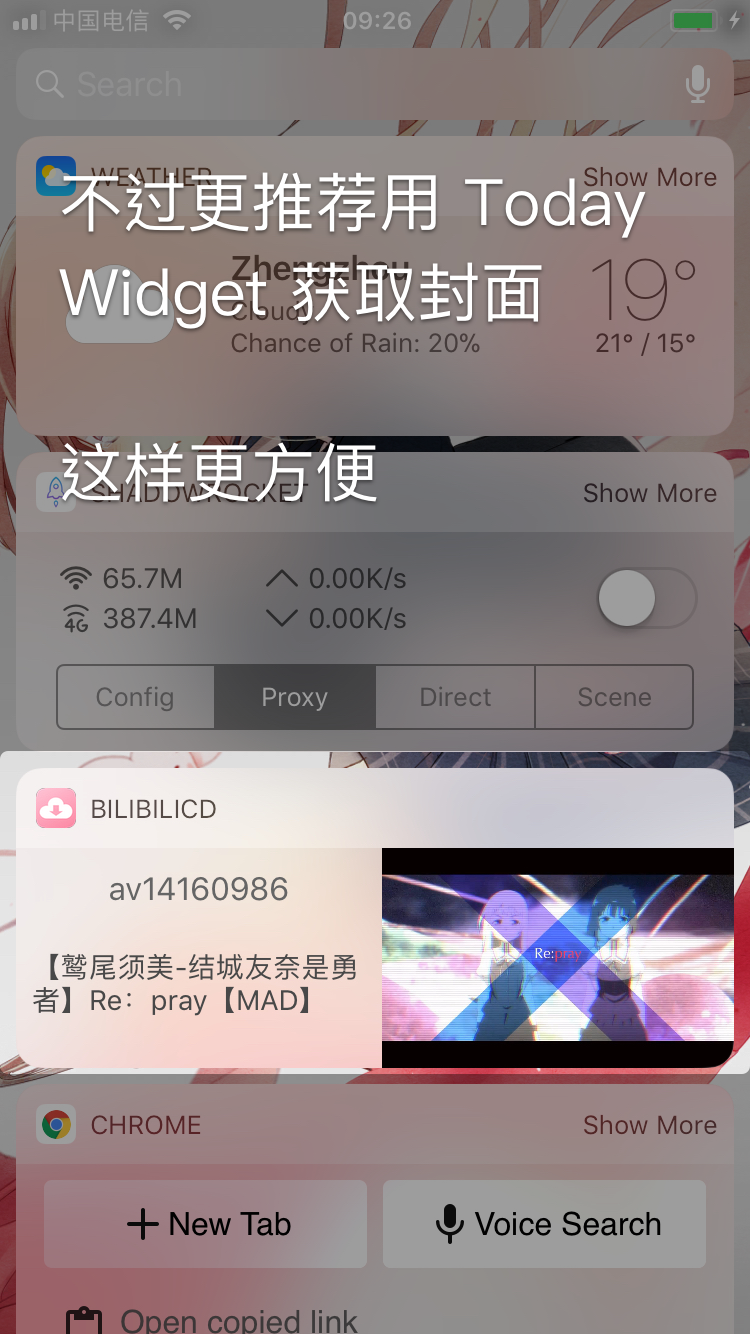 中国电信
09:26
Search
WEATHER
Show More
不过更推荐用 Today
Widget 获取封面
Zhengzhou
Cloudy
Chance of Rain: 20%
19°
21° / 15°
这样更方便
SHADOWROCKET
Show More
65.7M
0.00K/s
4G
387.4M
0.00K/s
Config
Proxy
Direct
Scene
BILIBILICD
av14160986
【鹫尾须美-结城友奈是勇
者】Re：pray【MAD】
Re:pray
CHROME
Show More
New Tab
Voice Search
Open copied link